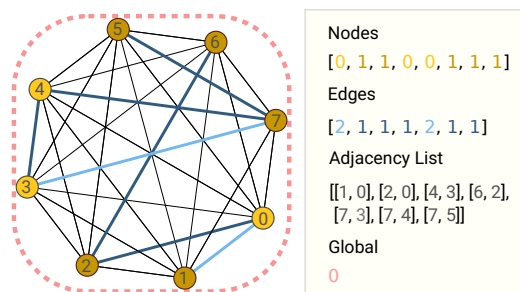 5
6
4
7
3
0
2
1
Nodes
[0, 1, 1, 0, 0, 1, 1, 1]
Edges
[2, 1, 1, 1, 2, 1, 1]
Adjacency List
[[1, 0], [2, 0], [4, 3], [6, 2],
[7, 3], [7, 4], [7, 5]]
Global
0